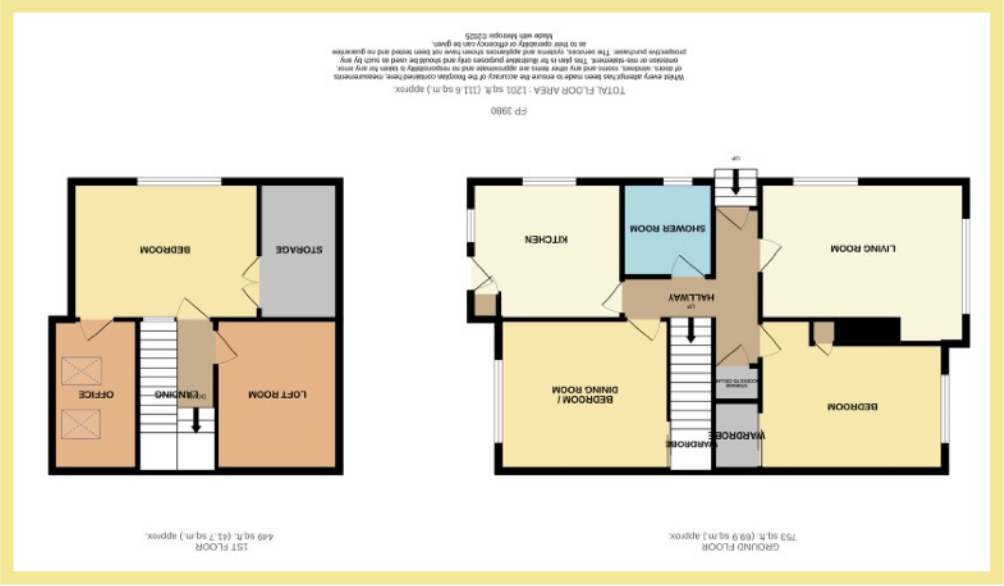 GROUND FLOOR
753 sq.ft. (69.9 sq.m.) approx.
BEDROOM
WARDROBE
WARDROBE
STORAGE
ACCESS TO CELLAR
BEDROOM /
DINING ROOM
UP
HALLWAY
LIVING ROOM
SHOWER ROOM
KITCHEN
UP
1ST FLOOR
449 sq.ft. (41.7 sq.m.) approx.
LOFT ROOM
LANDING
OFFICE
STORAGE
BEDROOM
FP 3980
TOTAL FLOOR AREA : 1201 sq.ft. (111.6 sq.m.) approx.
Whilst every attempt has been made to ensure the accuracy of the floorplan contained here, measurements
of doors, windows, rooms and any other items are approximate and no responsibility is taken for any error,
omission or mis-statement. This plan is for illustrative purposes only and should be used as such by any
prospective purchaser. The services, systems and appliances shown have not been tested and no guarantee
as to their operability or efficiency can be given.
Made with Metropix ©2025